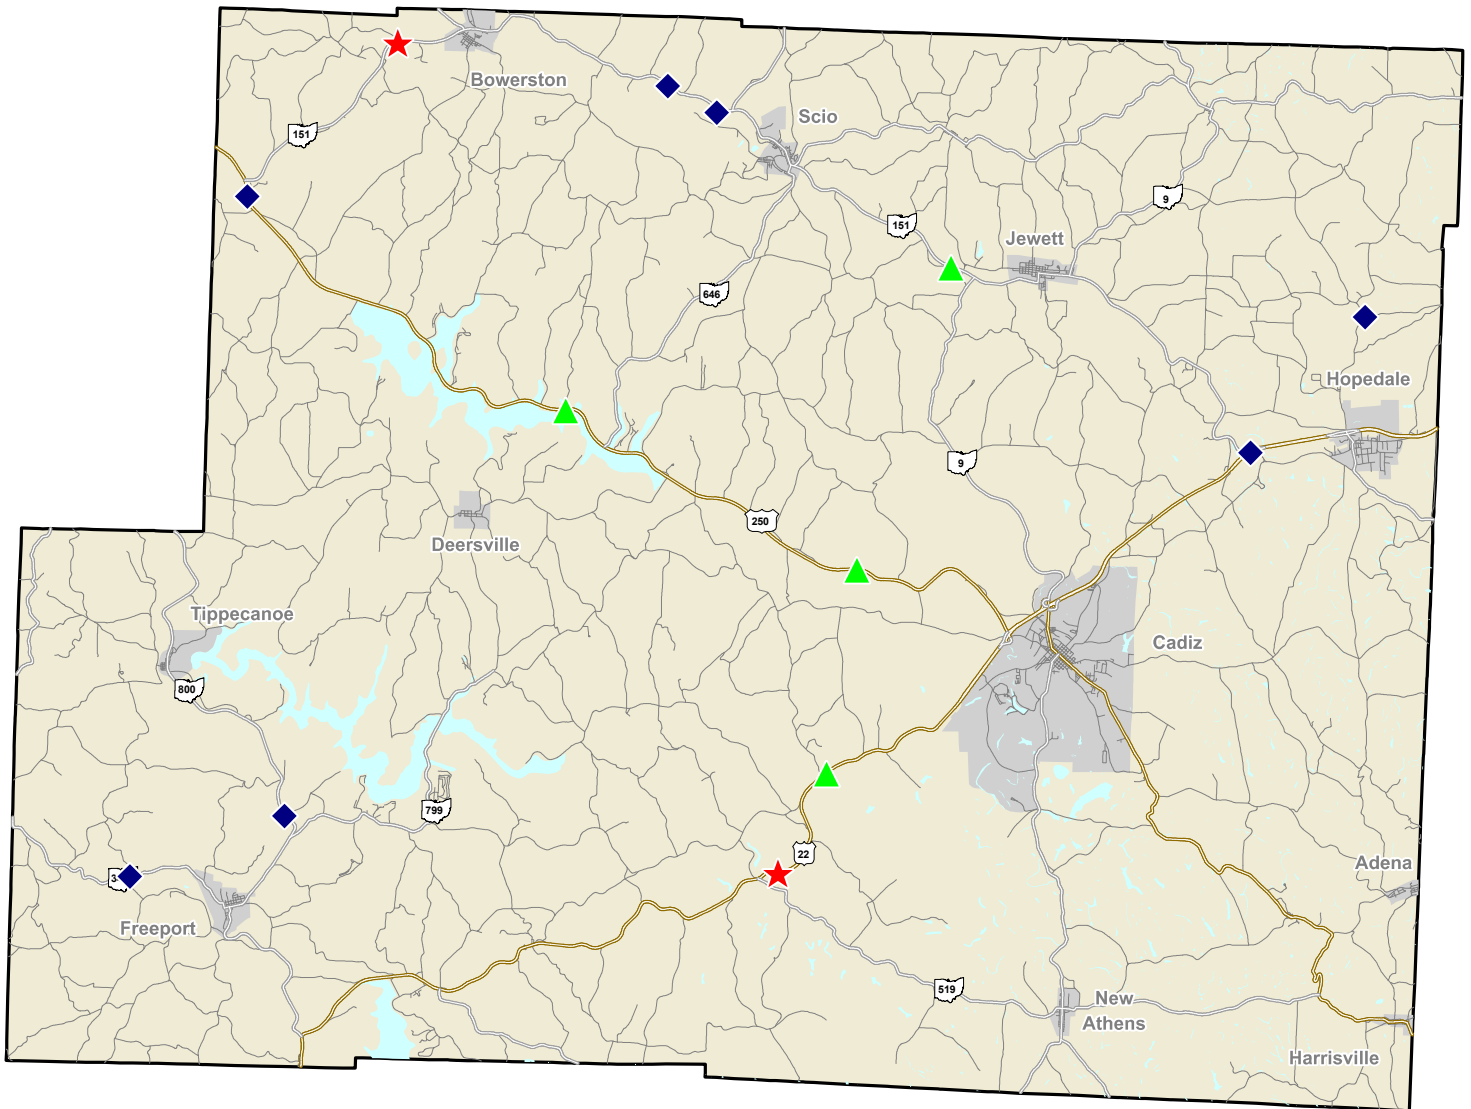 Bowerston
Scio
151
9
151
Jewett
646
Hopedale
9
250
Deersville
Tippecanoe
Cadiz
800
799
22
Adena
Freeport
519
New
Athens
Harrisville